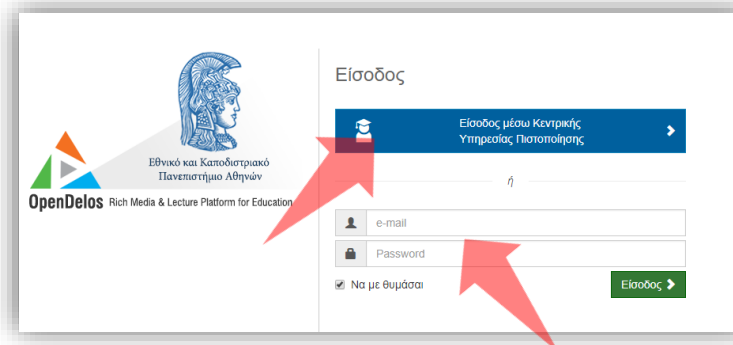 Εθνικό και Καποδιστριακό
Πανεπιστήμιο Αθηνών
OpenDelos Rich Media & Lecture Platform for Education
Είσοδος
Είσοδος μέσω Κεντρικής
Υπηρεσίας Πιστοποίησης
ή
e-mail
Password
Να με θυμάσαι
Είσοδος